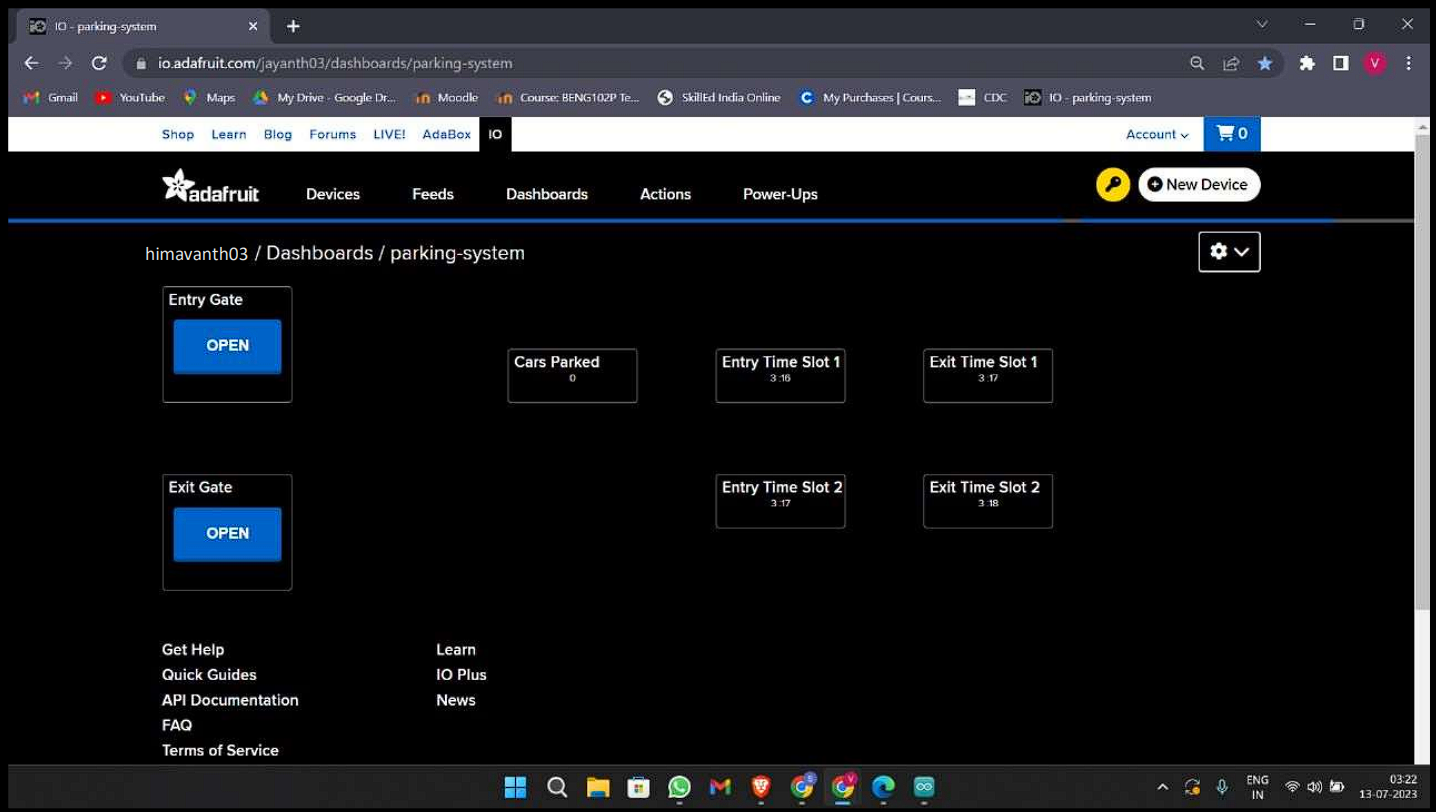 IO - parking-system
io.adafruit.com/jayanth03/dashboards/parking-system
V
Gmail YouTube Maps My Drive - Google Dr... Moodle Course: BENG102P Te... SkillEd India Online My Purchases | Cours... CDC IO - parking-system
Shop Learn Blog Forums LIVE! AdaBox IO Account 0
adafruit Devices Feeds Dashboards Actions Power-Ups New Device
himavanth03 / Dashboards / parking-system
Entry Gate
OPEN
Cars Parked
0
Entry Time Slot 1
3:16
Exit Time Slot 1
3:17
Exit Gate
OPEN
Entry Time Slot 2
3:17
Exit Time Slot 2
3:18
Get Help
Quick Guides
API Documentation
FAQ
Terms of Service
Learn
IO Plus
News
ENG
IN
03:22
13-07-2023